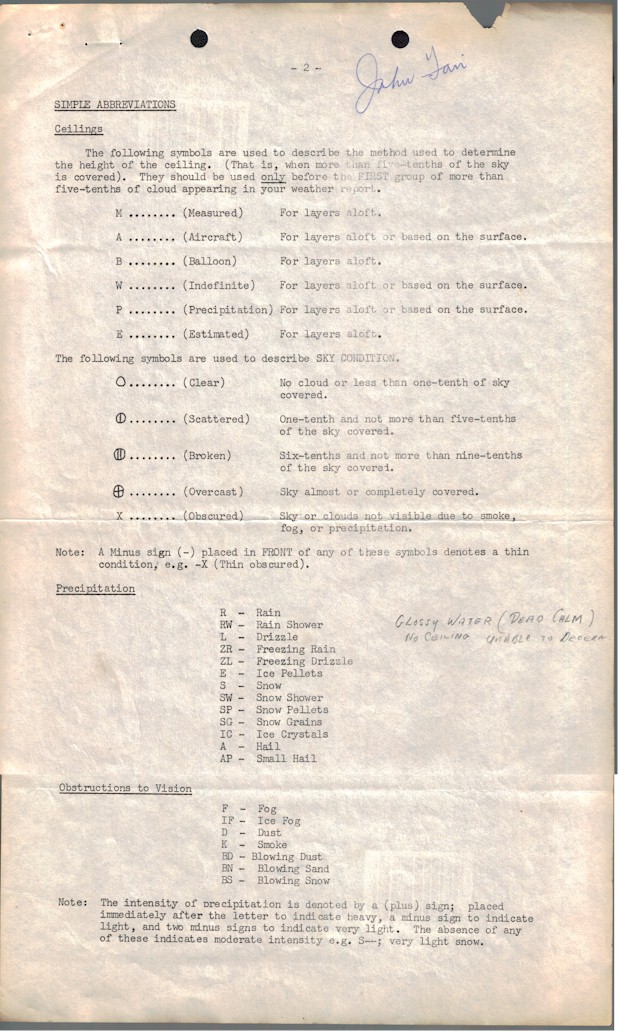 - 2 -
John
SIMPLE ABBREVIATIONS
Ceilings
The following symbols are used to describe the method used to determine
the height of the ceiling. (That is, when more than five-tenths of the sky
is covered). They should be used only before the FIRST group of more than
five-tenths of cloud appearing in your weather report.
M ........ (Measured) For layers aloft.
A ........ (Aircraft) For layers aloft or based on the surface.
B ........ (Balloon) For layers aloft.
W ........ (Indefinite) For layers aloft or based on the surface.
P ........ (Precipitation) For layers aloft or based on the surface.
E ........ (Estimated) For layers aloft.
The following symbols are used to describe SKY CONDITION.
○ ........ (Clear) No cloud or less than one-tenth of sky
covered.
⦶ ........ (Scattered) One-tenth and not more than five-tenths
of the sky covered.
........ (Broken) Six-tenths and not more than nine-tenths
of the sky covered.
⊕ ........ (Overcast) Sky almost or completely covered.
X ........ (Obscured) Sky or clouds not visible due to smoke,
fog, or precipitation.
Note: A Minus sign (-) placed in FRONT of any of these symbols denotes a thin
condition, e.g. -X (Thin obscured).
Precipitation
R - Rain
RW - Rain Shower
L - Drizzle
ZR - Freezing Rain
ZL - Freezing Drizzle
E - Ice Pellets
S - Snow
SW - Snow Shower
SP - Snow Pellets
SG - Snow Grains
IC - Ice Crystals
A - Hail
AP - Small Hail
GLOSSY WATER (DEAD CALM)
NO CEILING UNABLE TO
Obstructions to Vision
F - Fog
IF - Ice Fog
D - Dust
K - Smoke
BD - Blowing Dust
BN - Blowing Sand
BS - Blowing Snow
Note: The intensity of precipitation is denoted by a (plus) sign; placed
immediately after the letter to indicate heavy, a minus sign to indicate
light, and two minus signs to indicate very light. The absence of any
of these indicates moderate intensity e.g. S--; very light snow.